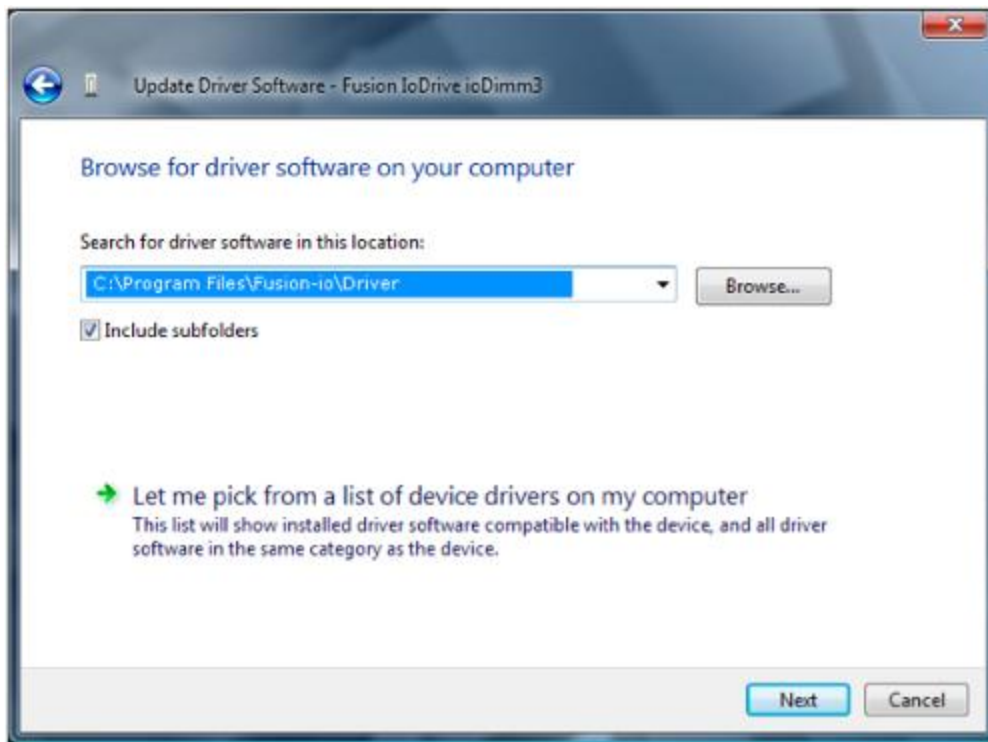 Update Driver Software - Fusion IoDrive ioDimm3
Browse for driver software on your computer
Search for driver software in this location:
C:\Program Files\Fusion-io\Driver
Browse...
Include subfolders
Let me pick from a list of device drivers on my computer
This list will show installed driver software compatible with the device, and all driver
software in the same category as the device.
Next
Cancel